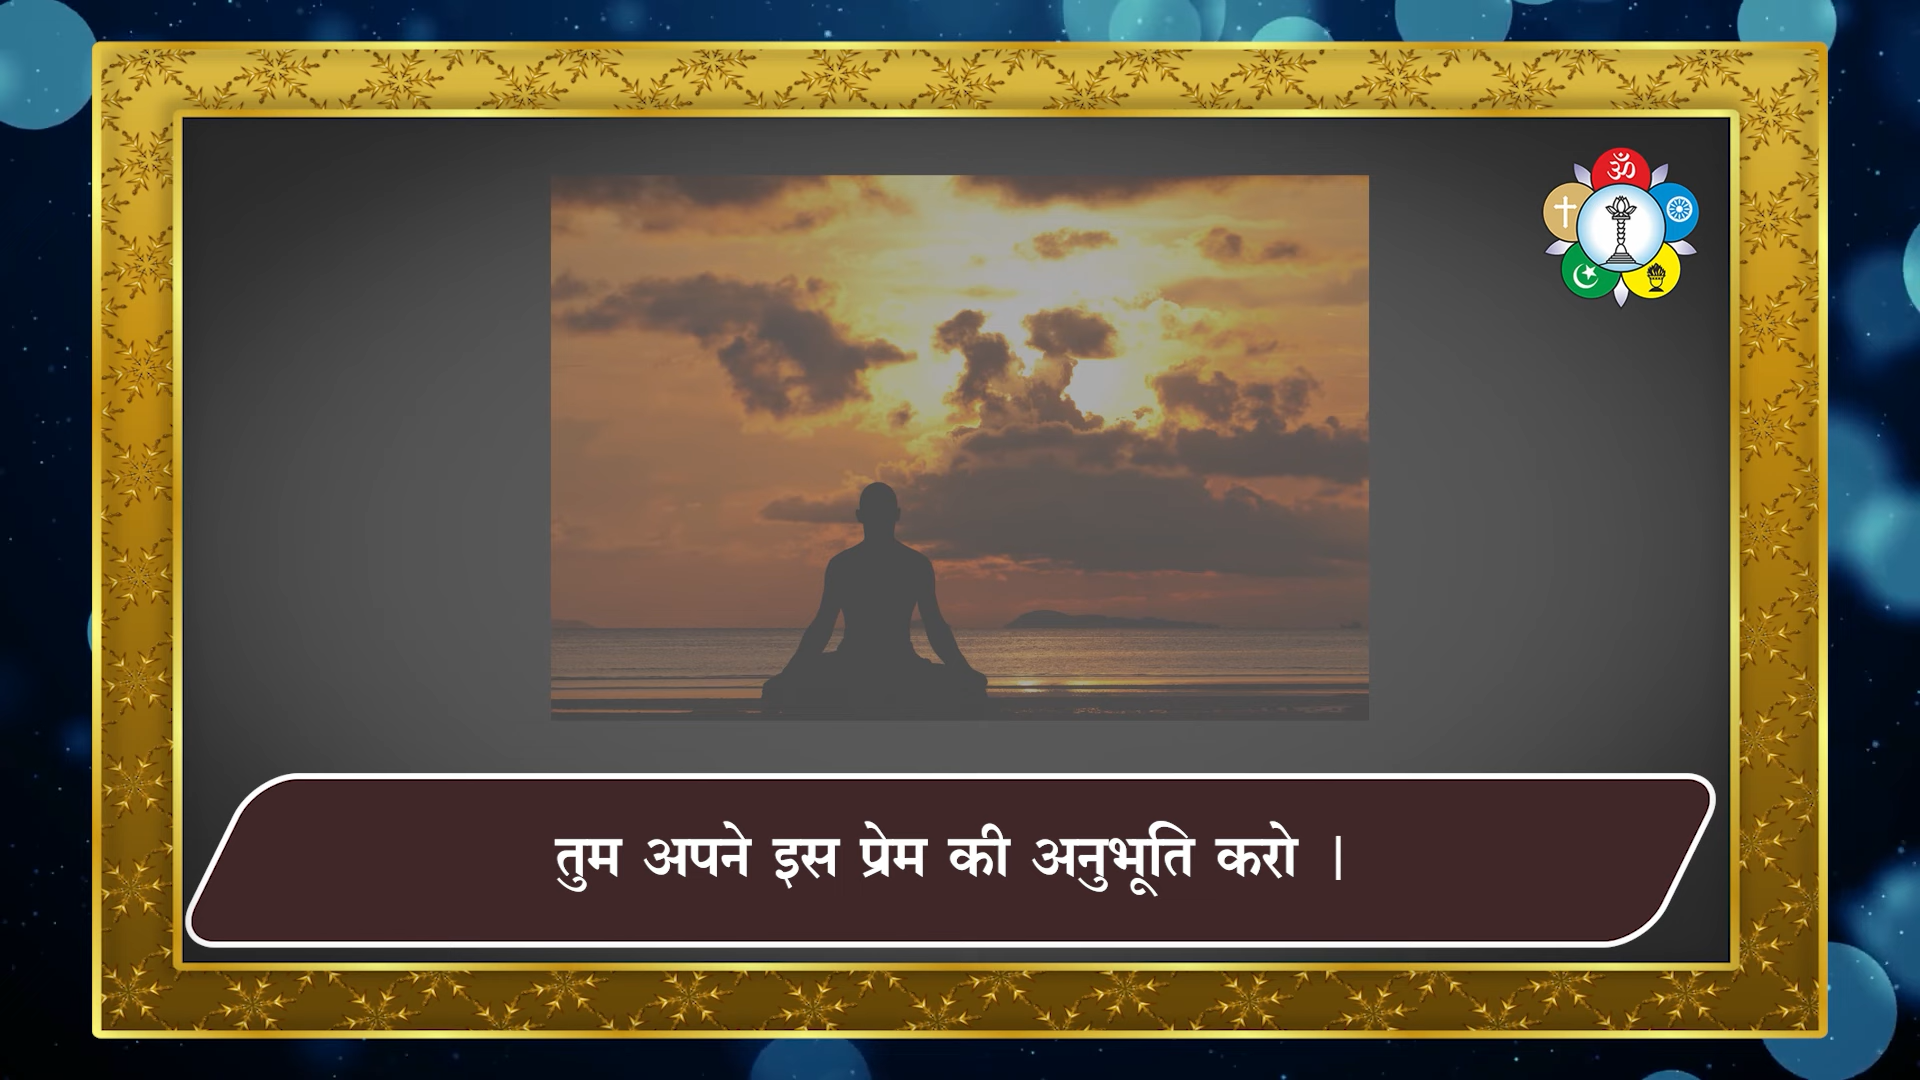 ॐ
तुम अपने इस प्रेम की अनुभूति करो |